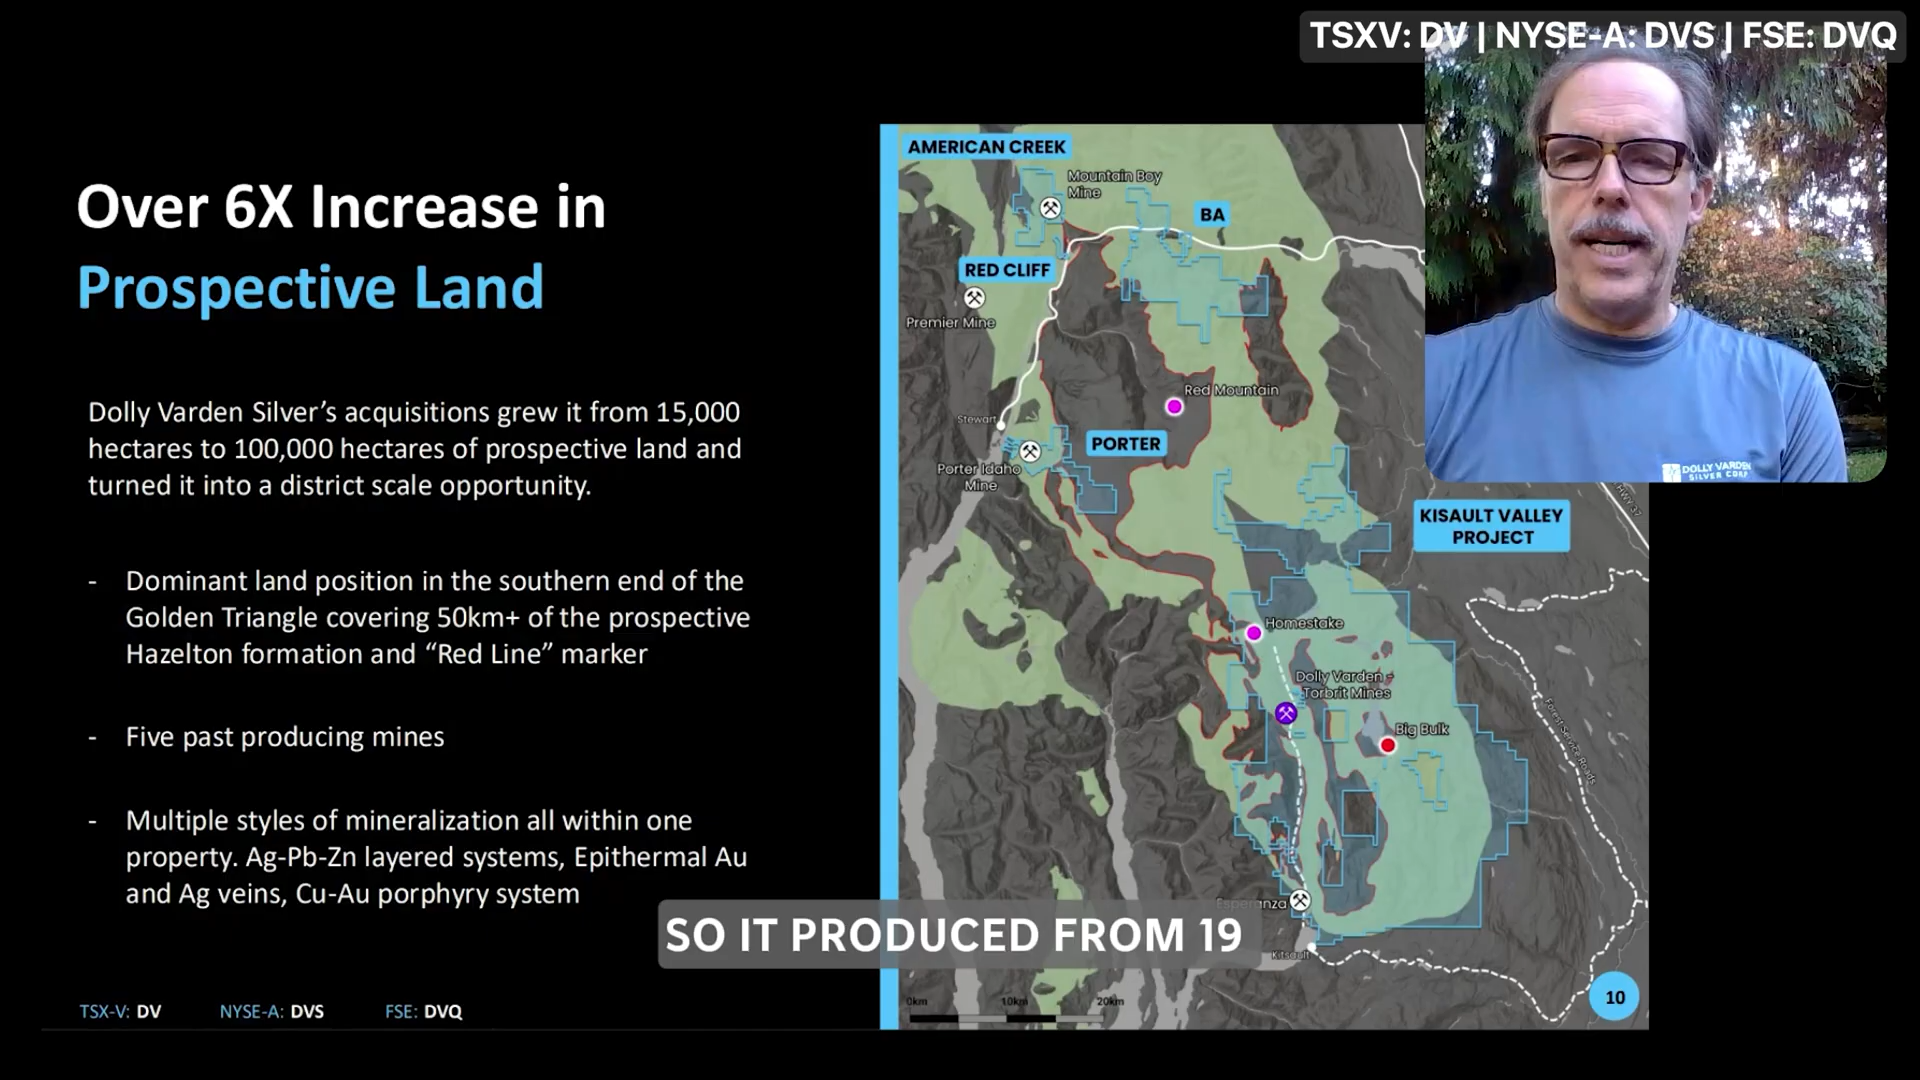 TSXV: DV | NYSE-A: DVS | FSE: DVQ
Over 6X Increase in
Prospective Land
Dolly Varden Silver’s acquisitions grew it from 15,000
hectares to 100,000 hectares of prospective land and
turned it into a district scale opportunity.
- Dominant land position in the southern end of the
Golden Triangle covering 50km+ of the prospective
Hazelton formation and “Red Line” marker
- Five past producing mines
- Multiple styles of mineralization all within one
property. Ag-Pb-Zn layered systems, Epithermal Au
and Ag veins, Cu-Au porphyry system
TSX-V: DV NYSE-A: DVS FSE: DVQ
AMERICAN CREEK
Mountain Boy
Mine
BA
RED CLIFF
Premier Mine
Red Mountain
Stewart
PORTER
Porter Idaho
Mine
KISAULT VALLEY
PROJECT
HWY 37
Homestake
Dolly Varden -
Torbrit Mines
Big Bulk
Forest Service Roads
Esperanza
Kitsault
0km 10km 20km
10
DOLLY VARDEN
SILVER CORP
SO IT PRODUCED FROM 19